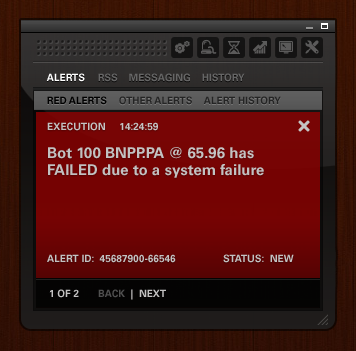 ALERTS RSS MESSAGING HISTORY
RED ALERTS OTHER ALERTS ALERT HISTORY
EXECUTION 14:24:59
Bot 100 BNPP.PA @ 65.96 has
FAILED due to a system failure
ALERT ID: 45687900-66546 STATUS: NEW
1 OF 2 BACK | NEXT